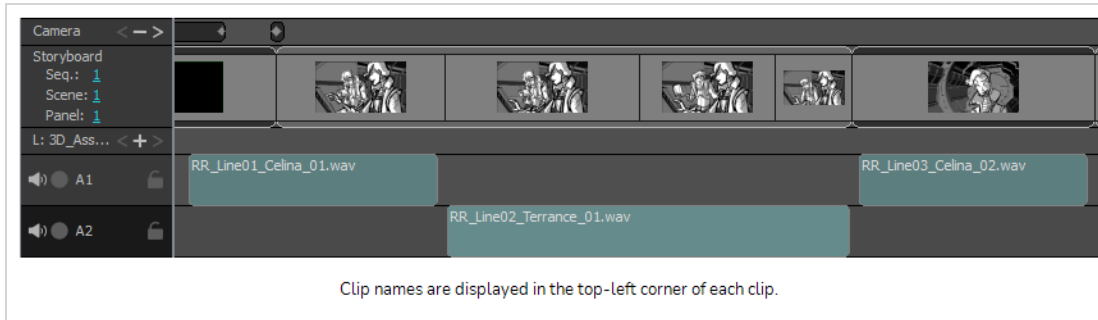 Camera < – >
Storyboard
Seq.: 1
Scene: 1
Panel: 1
L: 3D_Ass... < + >
A1
RR_Line01_Celina_01.wav
RR_Line03_Celina_02.wav
A2
RR_Line02_Terrance_01.wav
Clip names are displayed in the top-left corner of each clip.